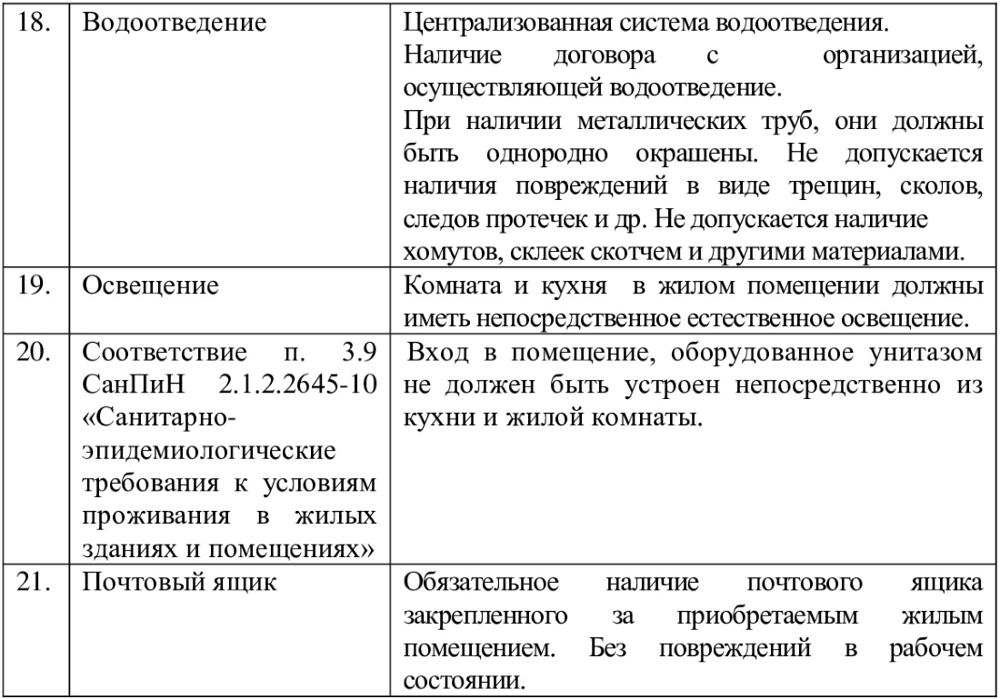 18.
Водоотведение
Централизованная система водоотведения.
Наличие договора с организацией,
осуществляющей водоотведение.
При наличии металлических труб, они должны
быть однородно окрашены. Не допускается
наличия повреждений в виде трещин, сколов,
следов протечек и др. Не допускается наличие
хомутов, склеек скотчем и другими материалами.
19.
Освещение
Комната и кухня в жилом помещении должны
иметь непосредственное естественное освещение.
20.
Соответствие п. 3.9
СанПиН 2.1.2.2645-10
«Санитарно-
эпидемиологические
требования к условиям
проживания в жилых
зданиях и помещениях»
Вход в помещение, оборудованное унитазом
не должен быть устроен непосредственно из
кухни и жилой комнаты.
21.
Почтовый ящик
Обязательное наличие почтового ящика
закрепленного за приобретаемым жилым
помещением. Без повреждений в рабочем
состоянии.